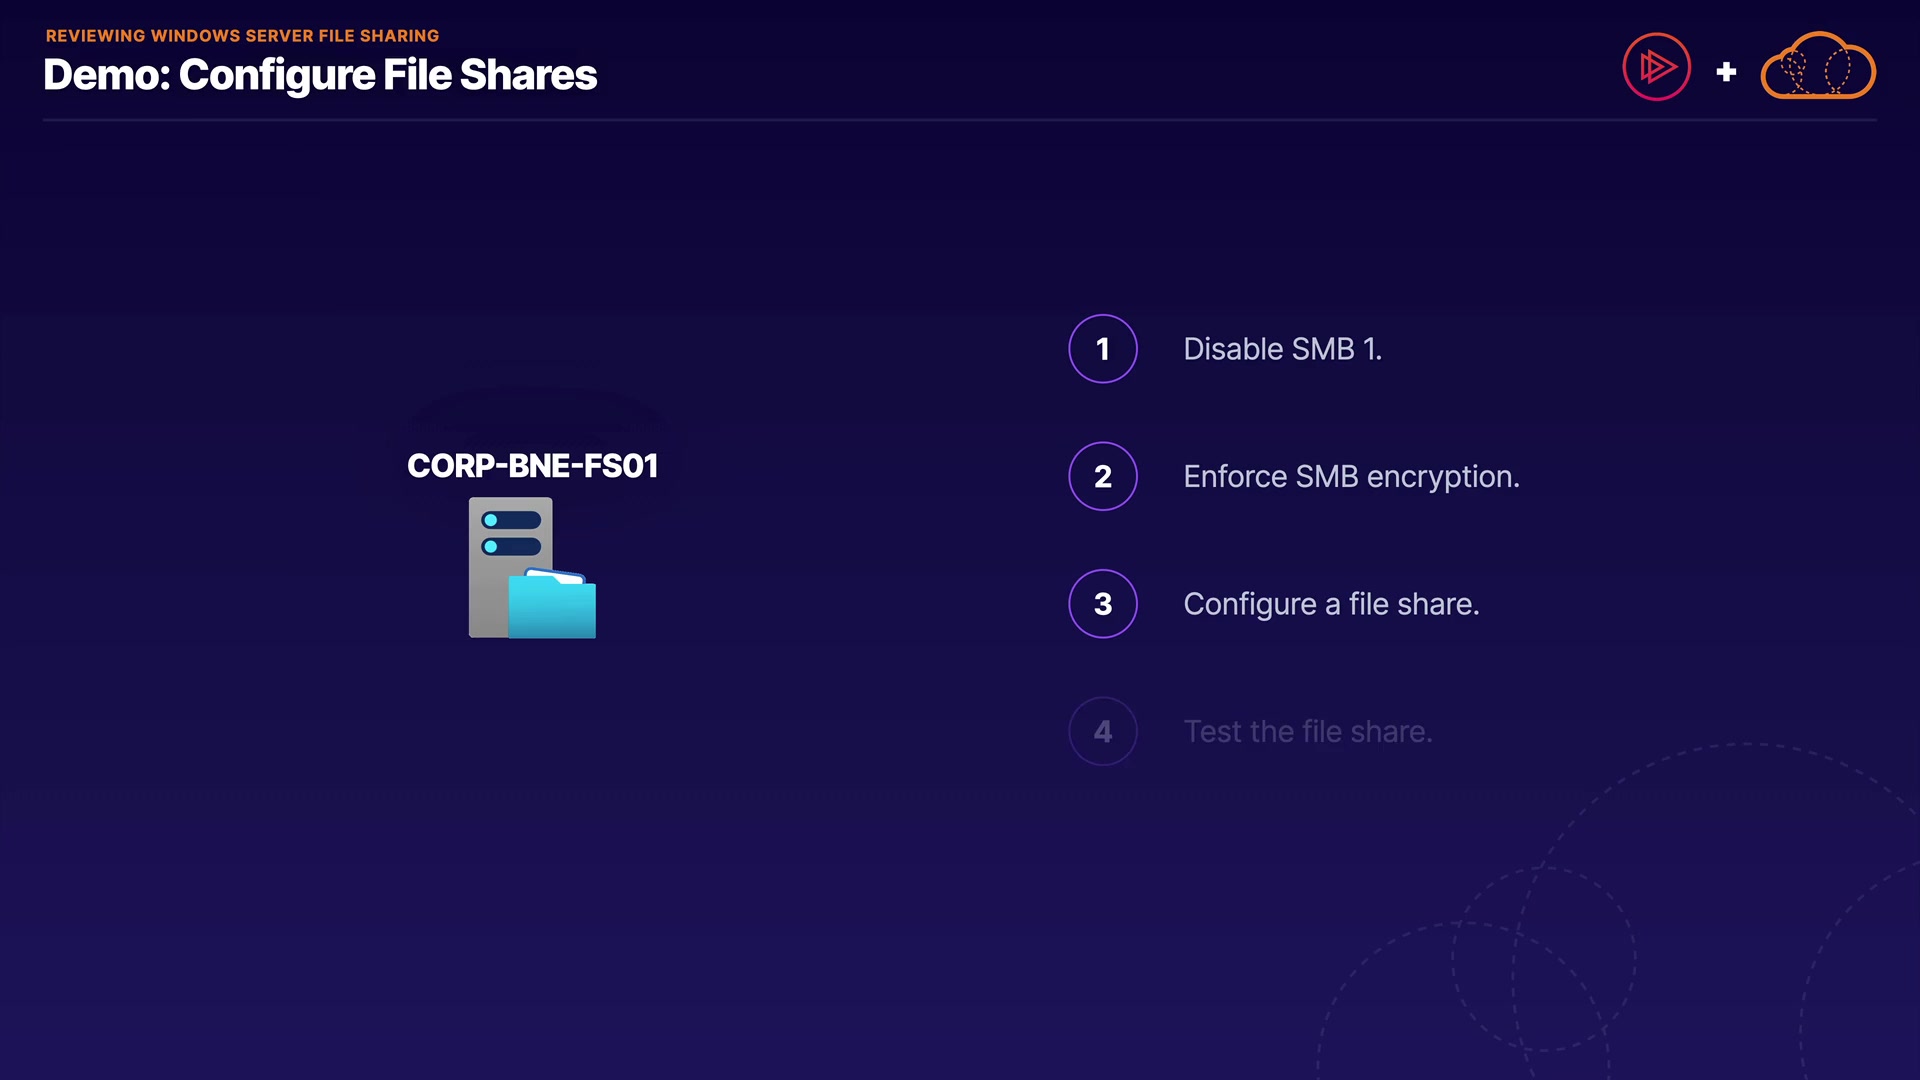 REVIEWING WINDOWS SERVER FILE SHARING
Demo: Configure File Shares
CORP-BNE-FS01
1 Disable SMB 1.
2 Enforce SMB encryption.
3 Configure a file share.
4 Test the file share.